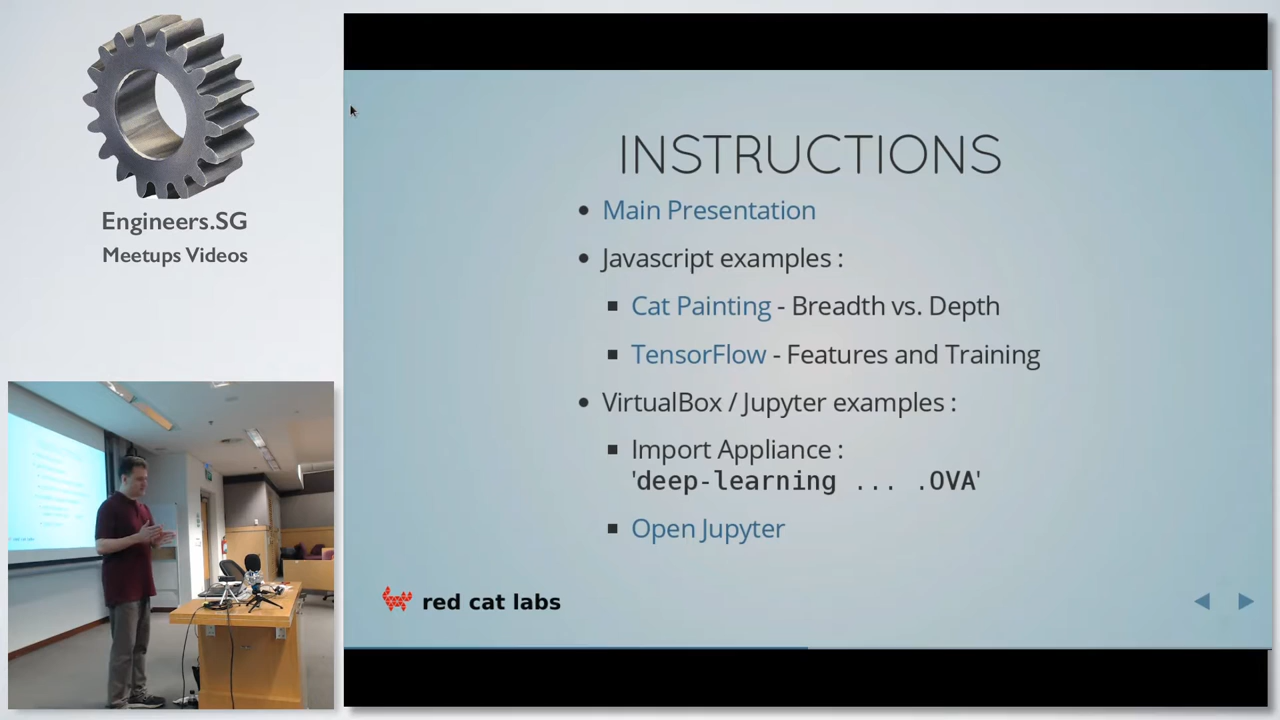 Engineers.SG
Meetups Videos
INSTRUCTIONS
Main Presentation
Javascript examples :
Cat Painting - Breadth vs. Depth
TensorFlow - Features and Training
VirtualBox / Jupyter examples :
Import Appliance :
'deep-learning ... .OVA'
Open Jupyter
red cat labs